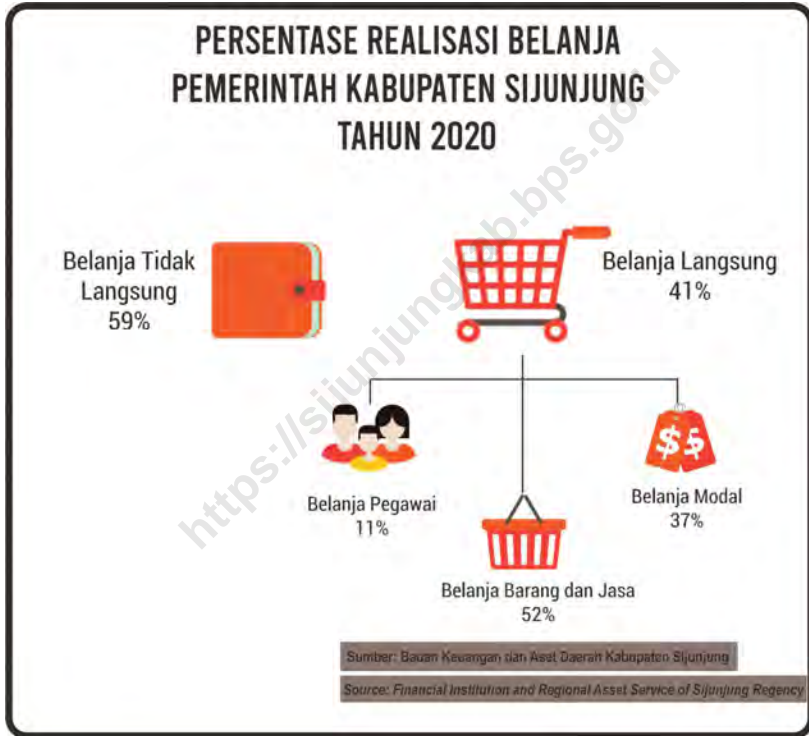 PERSENTASE REALISASI BELANJA
PEMERINTAH KABUPATEN SIJUNJUNG
TAHUN 2020
Belanja Tidak
Langsung
59%
Belanja Langsung
41%
Belanja Pegawai
11%
Belanja Modal
37%
Belanja Barang dan Jasa
52%
Sumber: Bauan Keuangan dan Aset Daerah Kabupaten Sijunjung
Source: Financial Institution and Regional Asset Service of Sijunjung Regency
https://sijunjungkab.bps.go.id